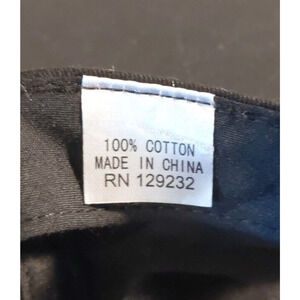 100% COTTON
MADE IN CHINA
RN 129232